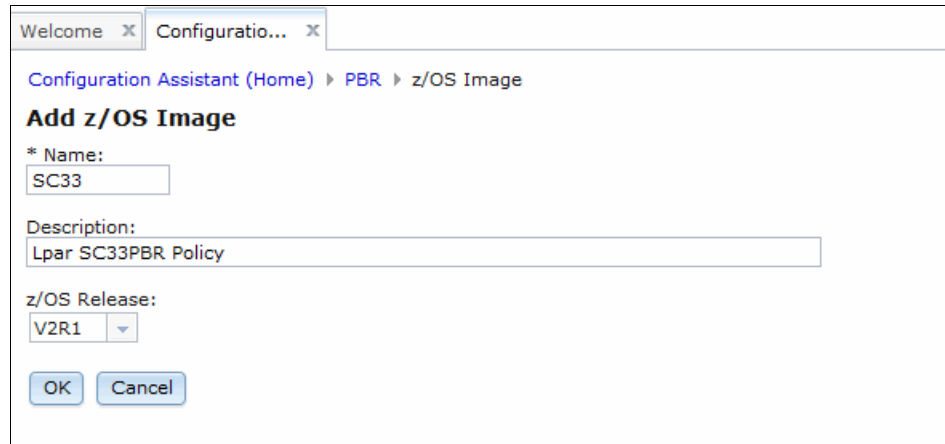 Welcome x Configuratio... x
Configuration Assistant (Home) PBR z/OS Image
Add z/OS Image
* Name:
SC33
Description:
Lpar SC33PBR Policy
z/OS Release:
V2R1
OK Cancel